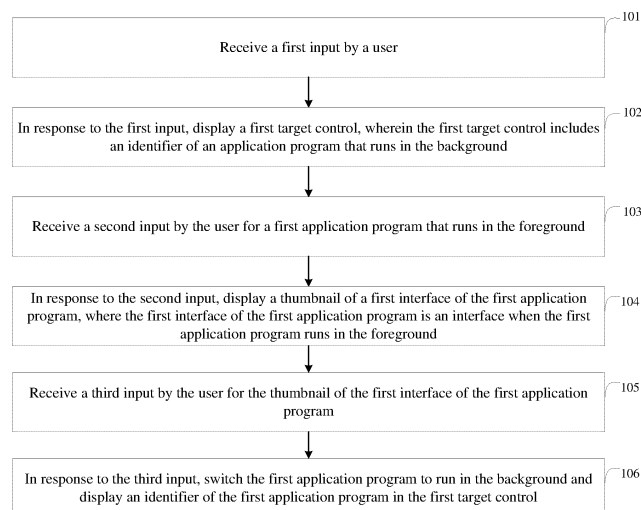 101
Receive a first input by a user
102
In response to the first input, display a first target control, wherein the first target control includes
an identifier of an application program that runs in the background
103
Receive a second input by the user for a first application program that runs in the foreground
104
In response to the second input, display a thumbnail of a first interface of the first application
program, where the first interface of the first application program is an interface when the first
application program runs in the foreground
105
Receive a third input by the user for the thumbnail of the first interface of the first application
program
106
In response to the third input, switch the first application program to run in the background and
display an identifier of the first application program in the first target control